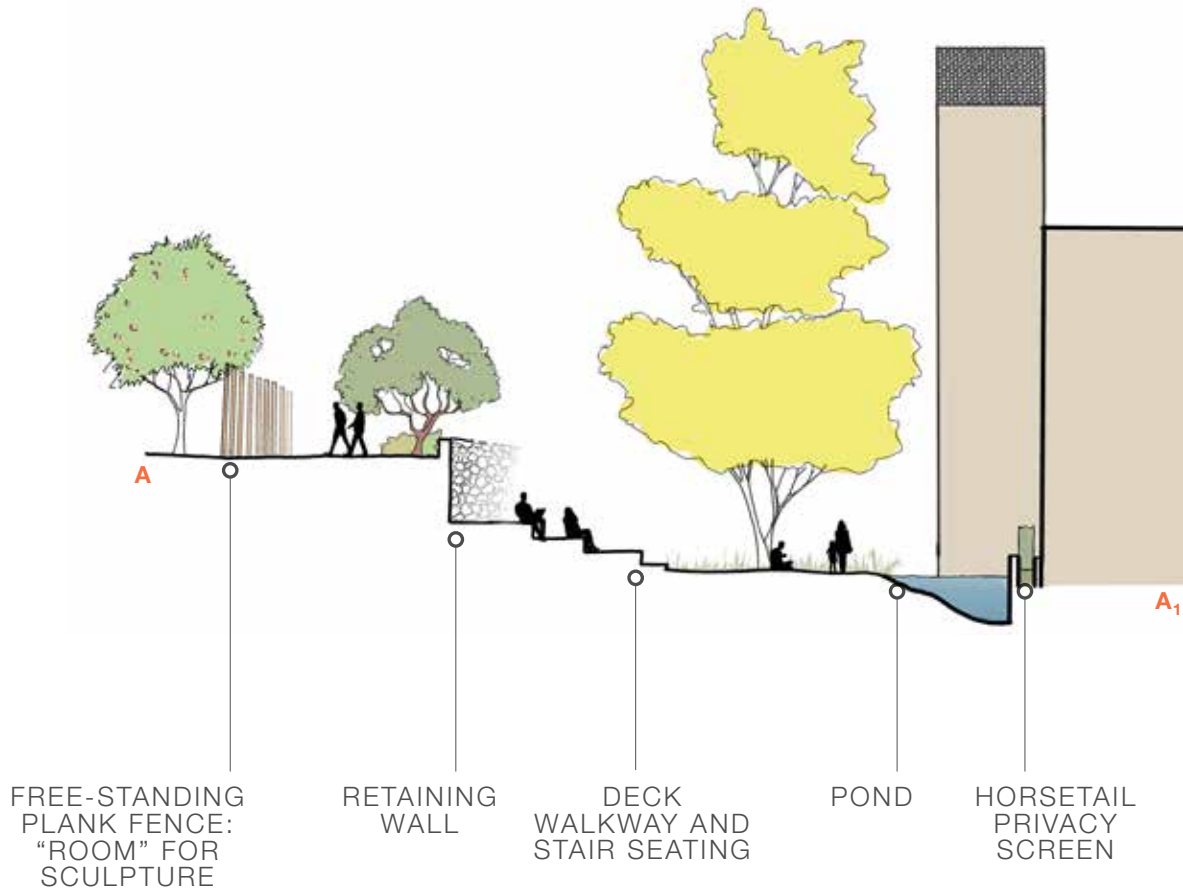 A
A₁
FREE-STANDING
PLANK FENCE:
“ROOM” FOR
SCULPTURE
RETAINING
WALL
DECK
WALKWAY AND
STAIR SEATING
POND
HORSETAIL
PRIVACY
SCREEN